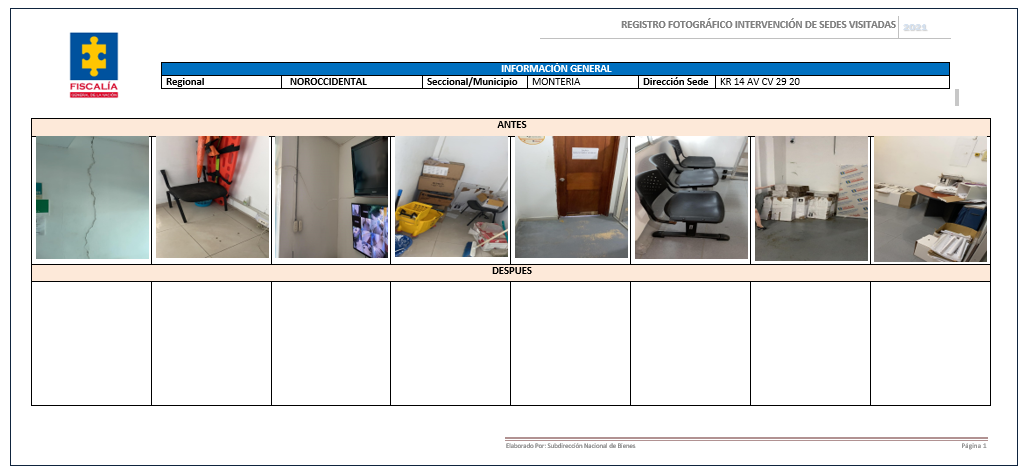 REGISTRO FOTOGRÁFICO INTERVENCIÓN DE SEDES VISITADAS 2021
FISCALÍA
GENERAL DE LA NACIÓN
INFORMACIÓN GENERAL
Regional NOROCCIDENTAL Seccional/Municipio MONTERIA Dirección Sede KR 14 AV CV 29 20
ANTES
DESPUES
Elaborado Por: Subdirección Nacional de Bienes Página 1